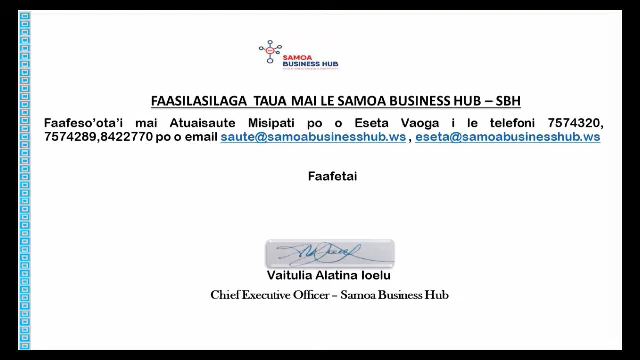 SAMOA
BUSINESS HUB
FAASILASILAGA TAUA MAI LE SAMOA BUSINESS HUB – SBH
Faafeso’ota’i mai Atuaisaute Misipati po o Eseta Vaoga i le telefoni 7574320,
7574289,8422770 po o email saute@samoabusinesshub.ws , eseta@samoabusinesshub.ws
Faafetai
Vaitulia Alatina Ioelu
Chief Executive Officer – Samoa Business Hub